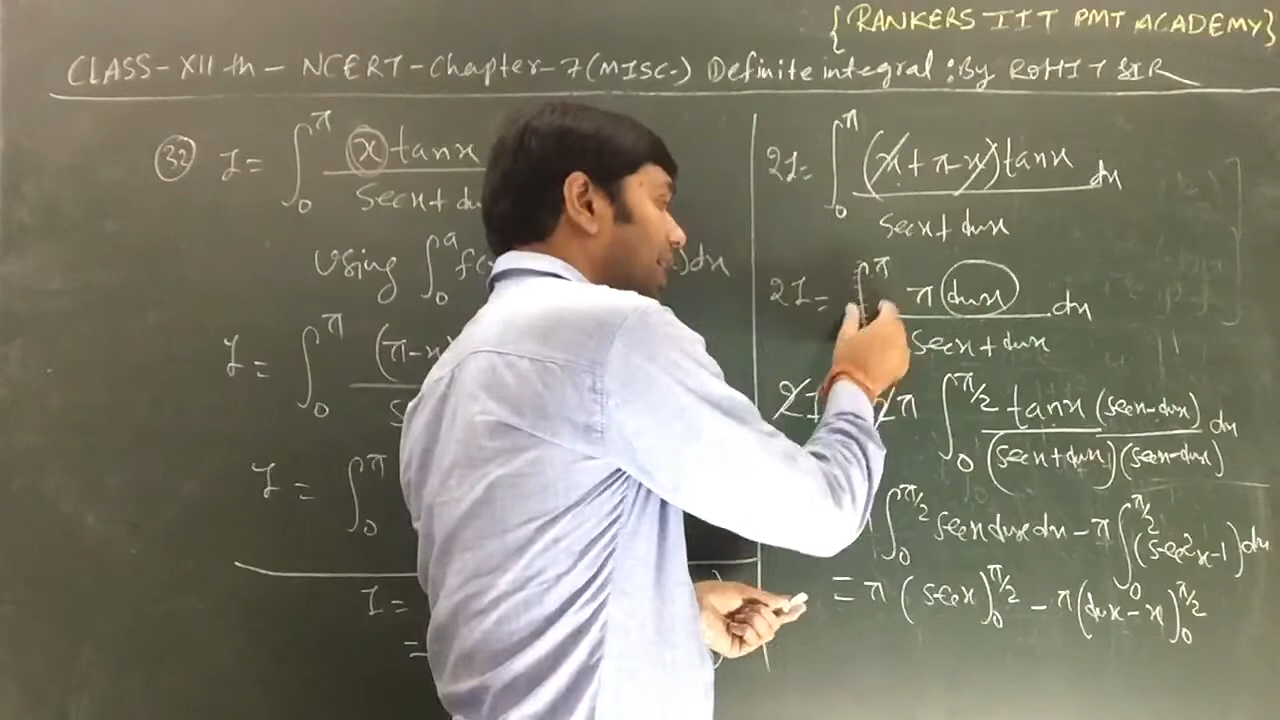 {RANKERS IIT PMT ACADEMY}
CLASS-XII th - NCERT - Chapter-7 (MISC.) Definite integral : By ROHIT SIR
(32) I = ∫₀^π x tanx / secx + tanx
Using ∫₀^a f( )dx
I = ∫₀^π (π-x)
I = ∫₀^π
I =
=
2I = ∫₀^π (x + π - x) tanx / secx + tanx dx
2I = ∫₀^π π tanx / secx + tanx dx
2I 2π ∫₀^π/2 tanx (secx - tanx) / (secx + tanx)(secx - tanx) dx
∫₀^π/2 secx tanx dx - π ∫₀^π/2 (sec²x - 1) dx
= π (secx)₀^π/2 - π (tanx - x)₀^π/2